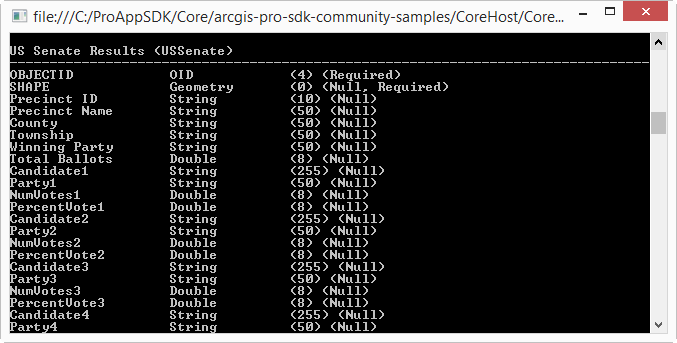 file:///C:/ProAppSDK/Core/arcgis-pro-sdk-community-samples/CoreHost/Core...
US Senate Results (USSenate)
OBJECTID OID (4) (Required)
SHAPE Geometry (0) (Null, Required)
Precinct ID String (10) (Null)
Precinct Name String (50) (Null)
County String (50) (Null)
Township String (50) (Null)
Winning Party String (50) (Null)
Total Ballots Double (8) (Null)
Candidate1 String (255) (Null)
Party1 String (50) (Null)
NumVotes1 Double (8) (Null)
PercentVote1 Double (8) (Null)
Candidate2 String (255) (Null)
Party2 String (50) (Null)
NumVotes2 Double (8) (Null)
PercentVote2 Double (8) (Null)
Candidate3 String (255) (Null)
Party3 String (50) (Null)
NumVotes3 Double (8) (Null)
PercentVote3 Double (8) (Null)
Candidate4 String (255) (Null)
Party4 String (50) (Null)